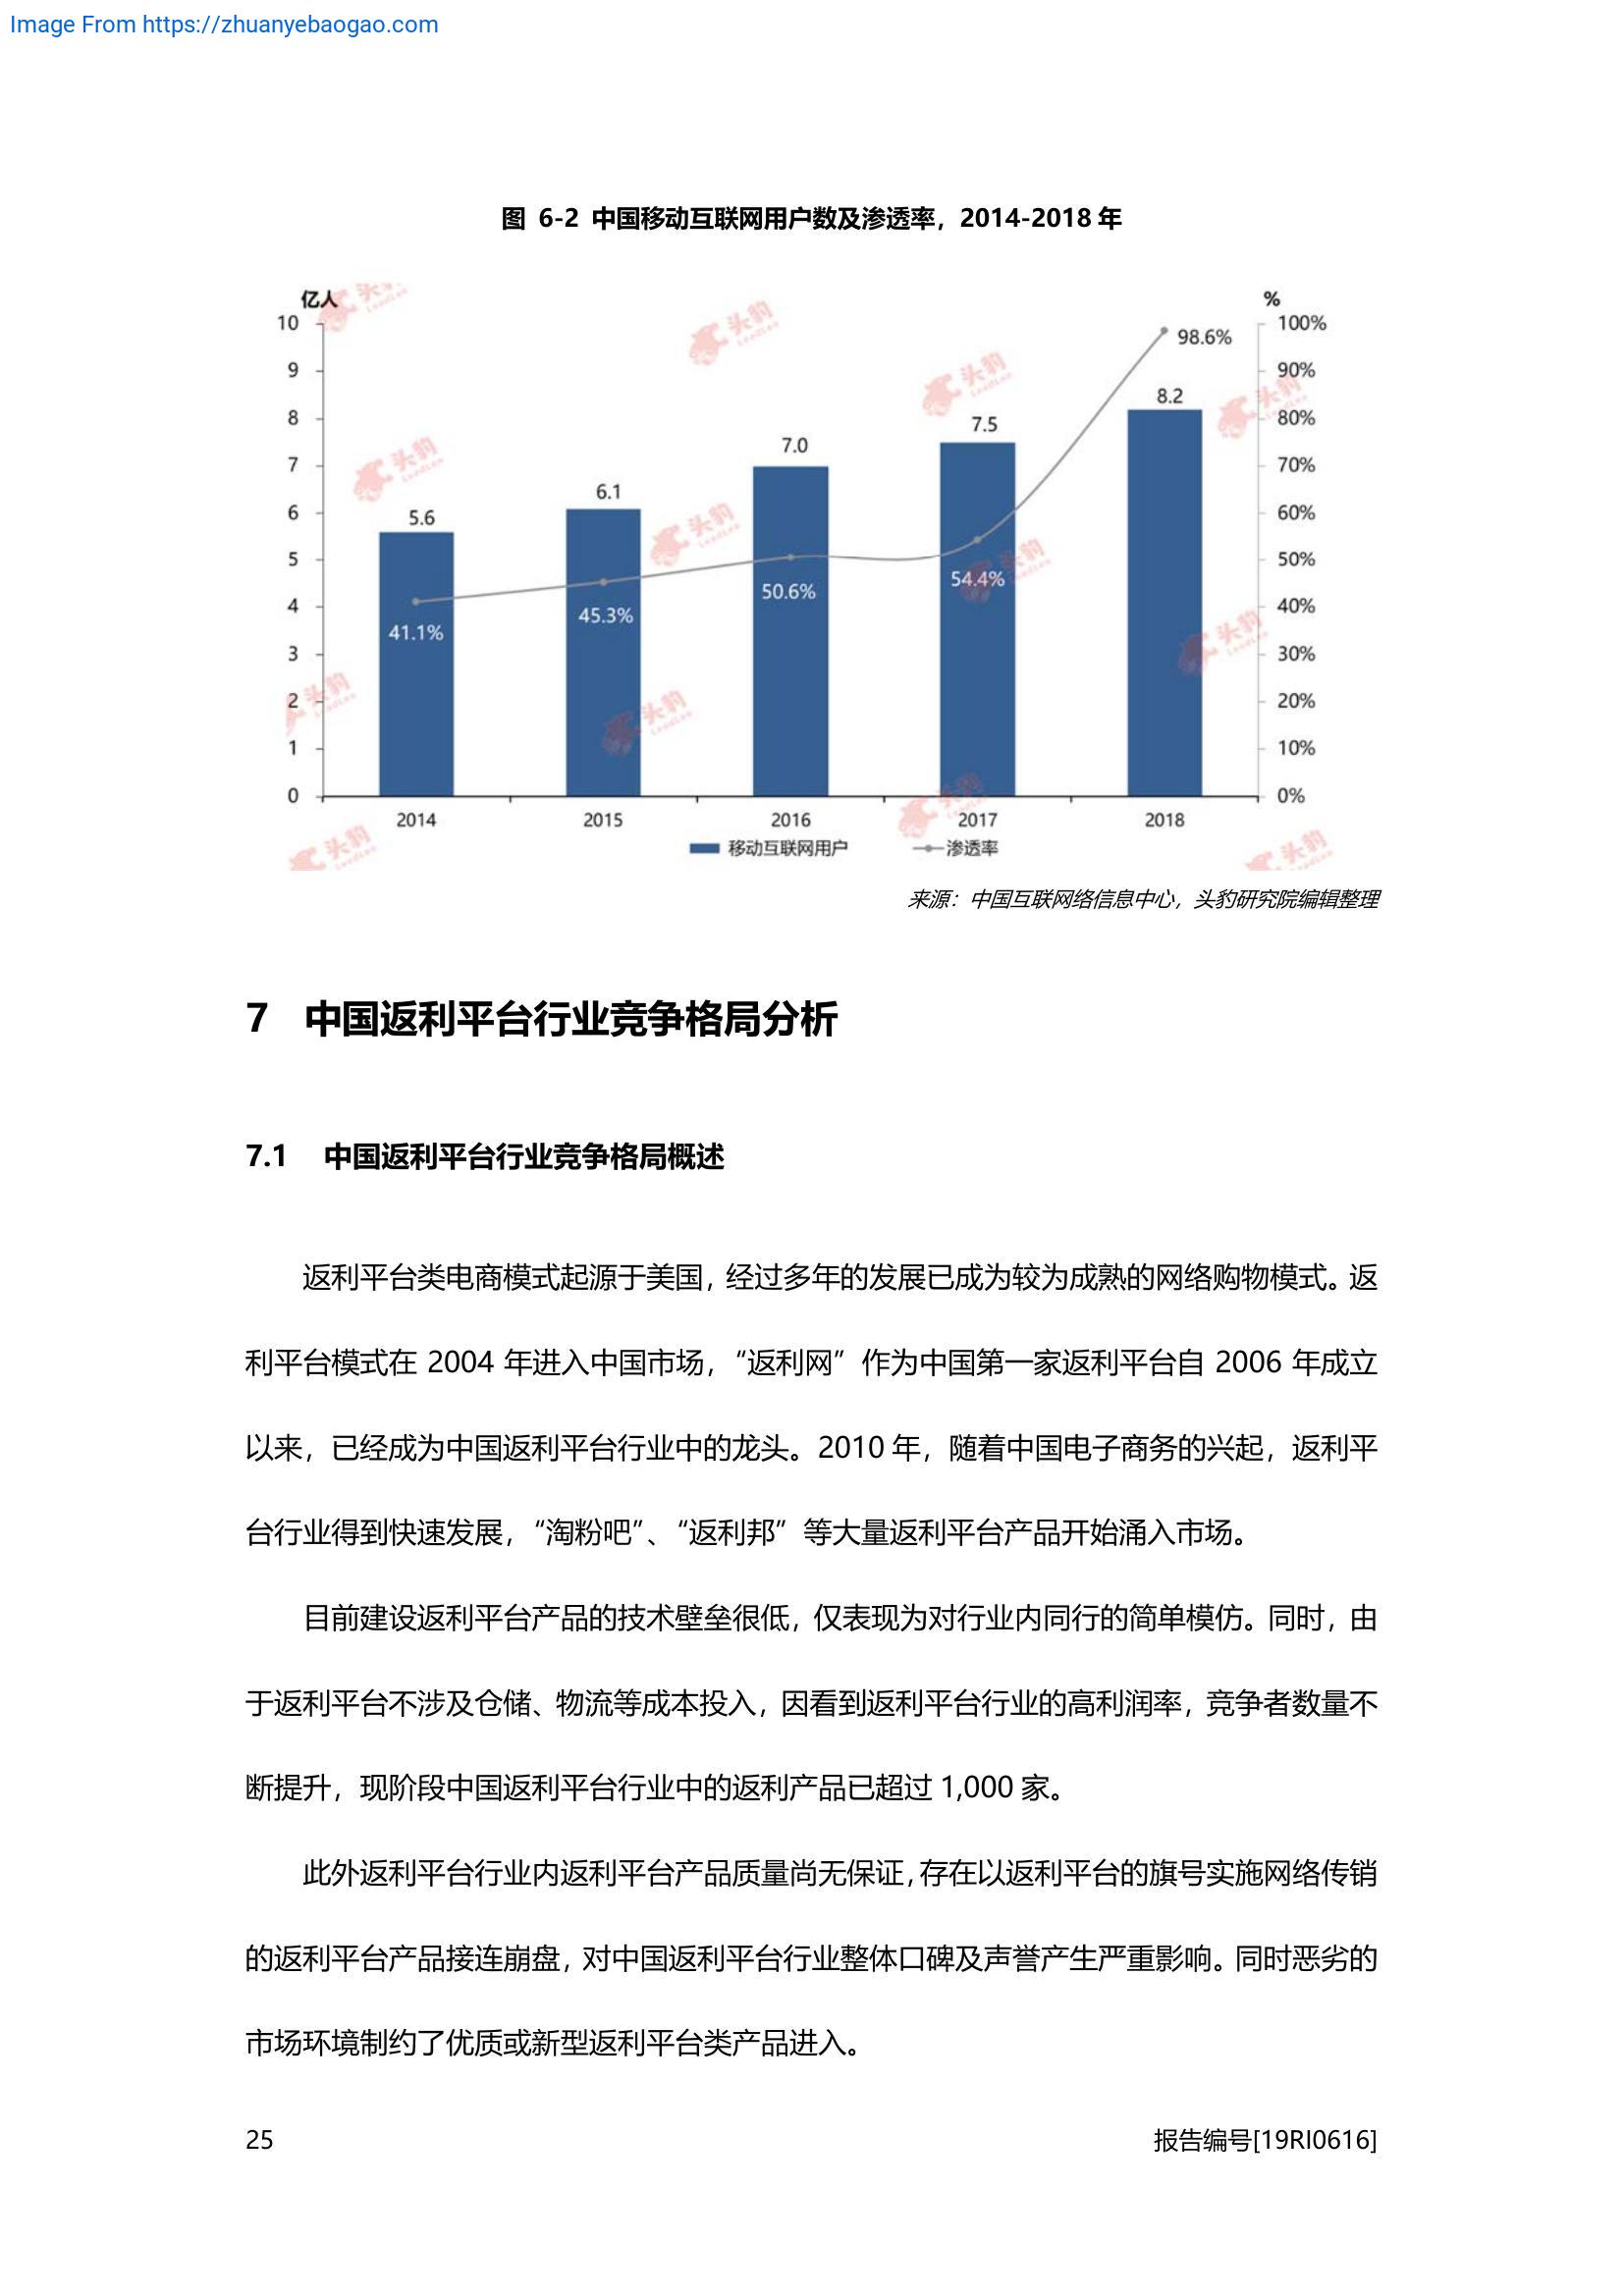 Image From https://zhuanyebaogao.com
图 6-2 中国移动互联网用户数及渗透率，2014-2018 年
亿人
%
10
9
8
7
6
5
4
3
2
1
0
100%
90%
80%
70%
60%
50%
40%
30%
20%
10%
0%
5.6
6.1
7.0
7.5
8.2
41.1%
45.3%
50.6%
54.4%
98.6%
2014
2015
2016
2017
2018
移动互联网用户
渗透率
头豹
LeadLeo
来源：中国互联网络信息中心，头豹研究院编辑整理
7 中国返利平台行业竞争格局分析
7.1 中国返利平台行业竞争格局概述
返利平台类电商模式起源于美国，经过多年的发展已成为较为成熟的网络购物模式。返
利平台模式在 2004 年进入中国市场，“返利网”作为中国第一家返利平台自 2006 年成立
以来，已经成为中国返利平台行业中的龙头。2010 年，随着中国电子商务的兴起，返利平
台行业得到快速发展，“淘粉吧”、“返利邦”等大量返利平台产品开始涌入市场。
目前建设返利平台产品的技术壁垒很低，仅表现为对行业内同行的简单模仿。同时，由
于返利平台不涉及仓储、物流等成本投入，因看到返利平台行业的高利润率，竞争者数量不
断提升，现阶段中国返利平台行业中的返利产品已超过 1,000 家。
此外返利平台行业内返利平台产品质量尚无保证，存在以返利平台的旗号实施网络传销
的返利平台产品接连崩盘，对中国返利平台行业整体口碑及声誉产生严重影响。同时恶劣的
市场环境制约了优质或新型返利平台类产品进入。
25
报告编号[19RI0616]